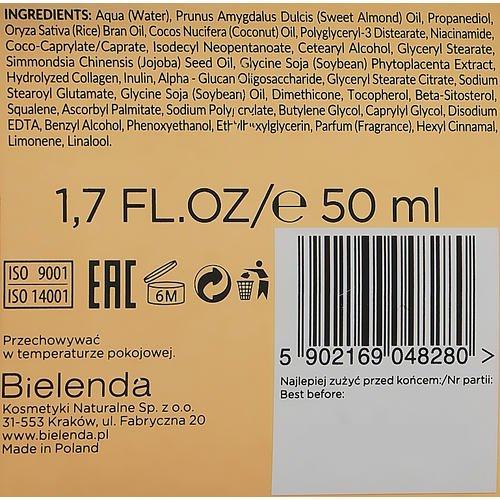 INGREDIENTS: Aqua (Water), Prunus Amygdalus Dulcis (Sweet Almond) Oil, Propanediol,
Oryza Sativa (Rice) Bran Oil, Cocos Nucifera (Coconut) Oil, Polyglyceryl-3 Distearate, Niacinamide,
Coco-Caprylate/Caprate, Isodecyl Neopentanoate, Cetearyl Alcohol, Glyceryl Stearate,
Simmondsia Chinensis (Jojoba) Seed Oil, Glycine Soja (Soybean) Phytoplacenta Extract,
Hydrolyzed Collagen, Inulin, Alpha - Glucan Oligosaccharide, Glyceryl Stearate Citrate, Sodium
Stearoyl Glutamate, Glycine Soja (Soybean) Oil, Dimethicone, Tocopherol, Beta-Sitosterol,
Squalene, Ascorbyl Palmitate, Sodium Polyacrylate, Butylene Glycol, Caprylyl Glycol, Disodium
EDTA, Benzyl Alcohol, Phenoxyethanol, Ethylhexylglycerin, Parfum (Fragrance), Hexyl Cinnamal,
Limonene, Linalool.
1,7 FL.OZ/℮ 50 ml
ISO 9001
ISO 14001
EAC
6M
Przechowywać
w temperaturze pokojowej.
Bielenda
Kosmetyki Naturalne Sp. z o.o.
31-553 Kraków, ul. Fabryczna 20
www.bielenda.pl
Made in Poland
5 902169 048280 >
Najlepiej zużyć przed końcem:/Nr partii:
Best before: